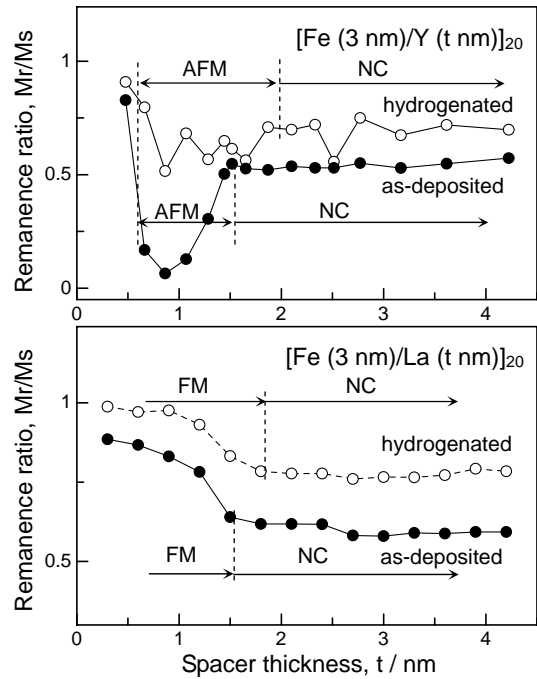 [Fe (3 nm)/Y (t nm)]20
AFM
NC
hydrogenated
as-deposited
AFM
NC
1
0.5
0
0
1
2
3
4
Remanence ratio, Mr/Ms
[Fe (3 nm)/La (t nm)]20
FM
NC
hydrogenated
as-deposited
FM
NC
1
0.5
0
1
2
3
4
Remanence ratio, Mr/Ms
Spacer thickness, t / nm